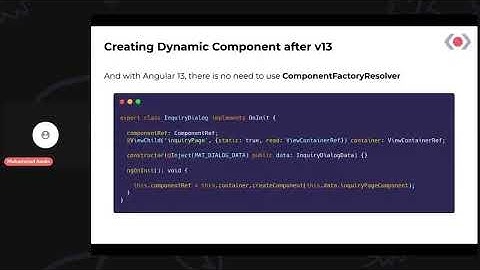 Creating Dynamic Component after v13
And with Angular 13, there is no need to use ComponentFactoryResolver
export class InquiryDialog implements OnInit {
componentRef: ComponentRef;
@ViewChild('inquiryPage', {static: true, read: ViewContainerRef}) container: ViewContainerRef;
constructor(@Inject(MAT_DIALOG_DATA) public data: InquiryDialogData) {}
ngOnInit(): void {
this.componentRef = this.container.createComponent(this.data.inquiryPageComponent);
}
}
Muhammad